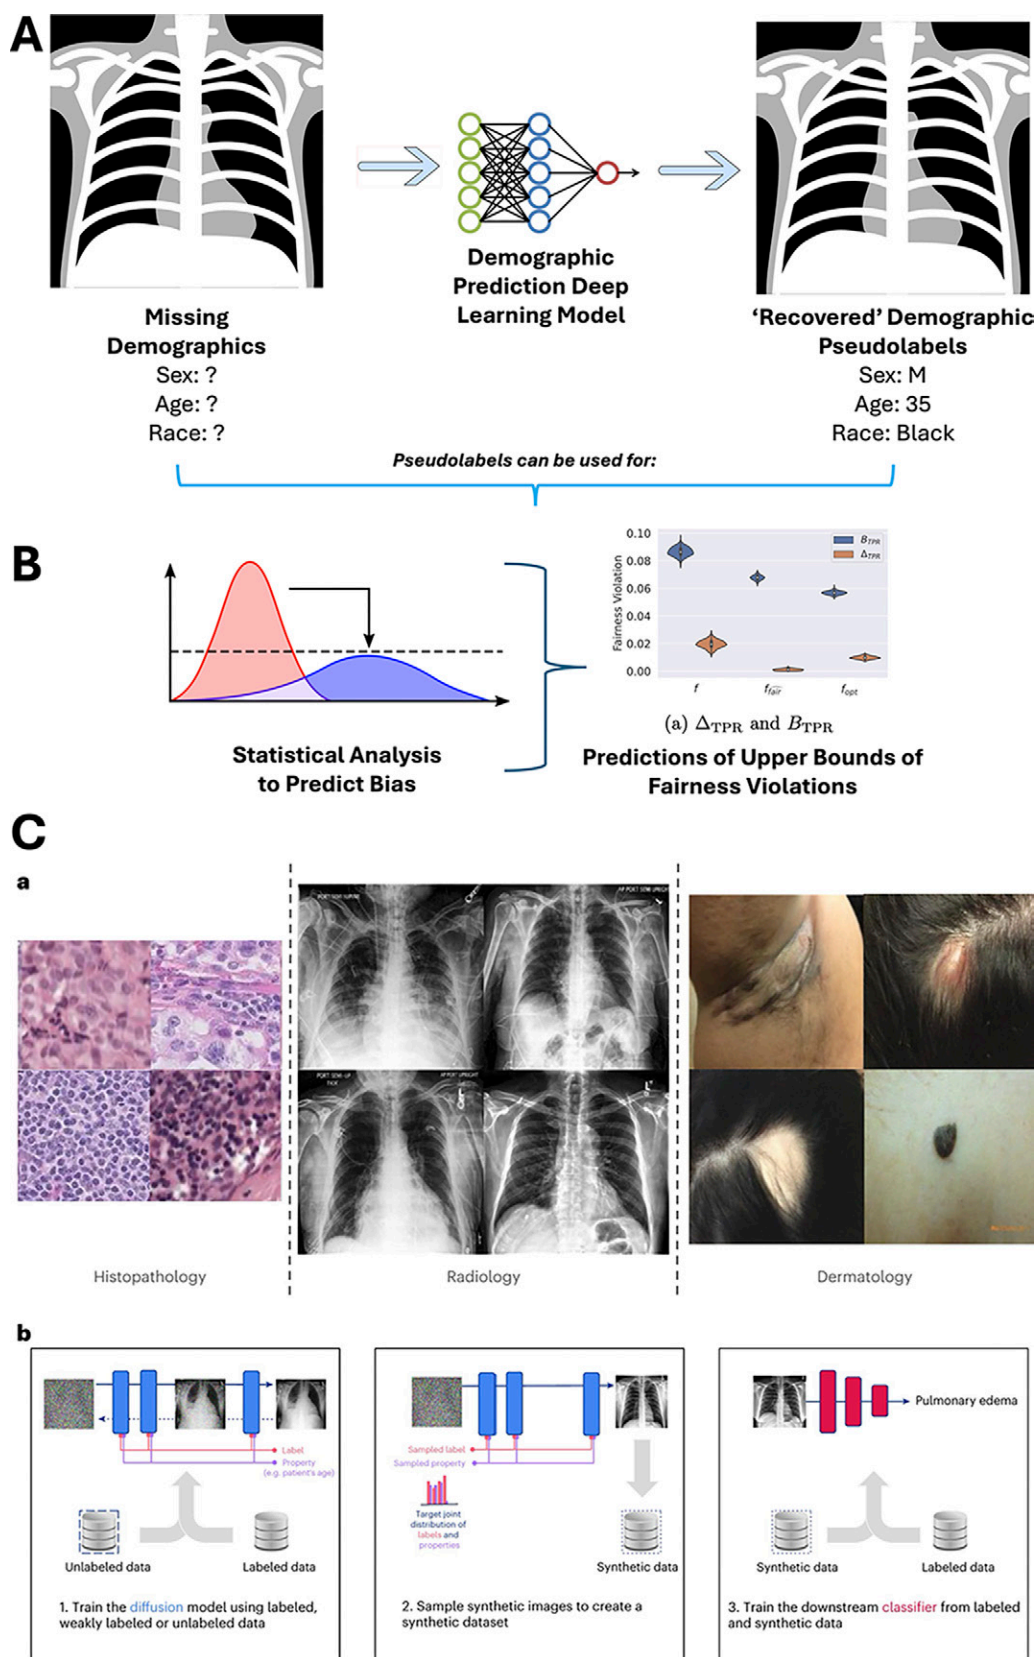 A
Missing
Demographics
Sex: ?
Age: ?
Race: ?
Demographic
Prediction Deep
Learning Model
‘Recovered’ Demographic
Pseudolabels
Sex: M
Age: 35
Race: Black
Pseudolabels can be used for:
B
Statistical Analysis
to Predict Bias
Fairness Violation
0.10
0.08
0.06
0.04
0.02
0.00
B_TPR
Δ_TPR
f
f_fair
f_opt
(a) Δ_TPR and B_TPR
Predictions of Upper Bounds of
Fairness Violations
C
a
Histopathology
PORT SEMI SUPINE
AP PORT UPRIGHT
L
Radiology
Dermatology
b
Label
Property
(e.g. patient's age)
Unlabeled data
Labeled data
1. Train the diffusion model using labeled,
weakly labeled or unlabeled data
Sampled label
Sampled property
Target joint
distribution of
labels and
properties
Synthetic data
2. Sample synthetic images to create a
synthetic dataset
Pulmonary edema
Synthetic data
Labeled data
3. Train the downstream classifier from labeled
and synthetic data